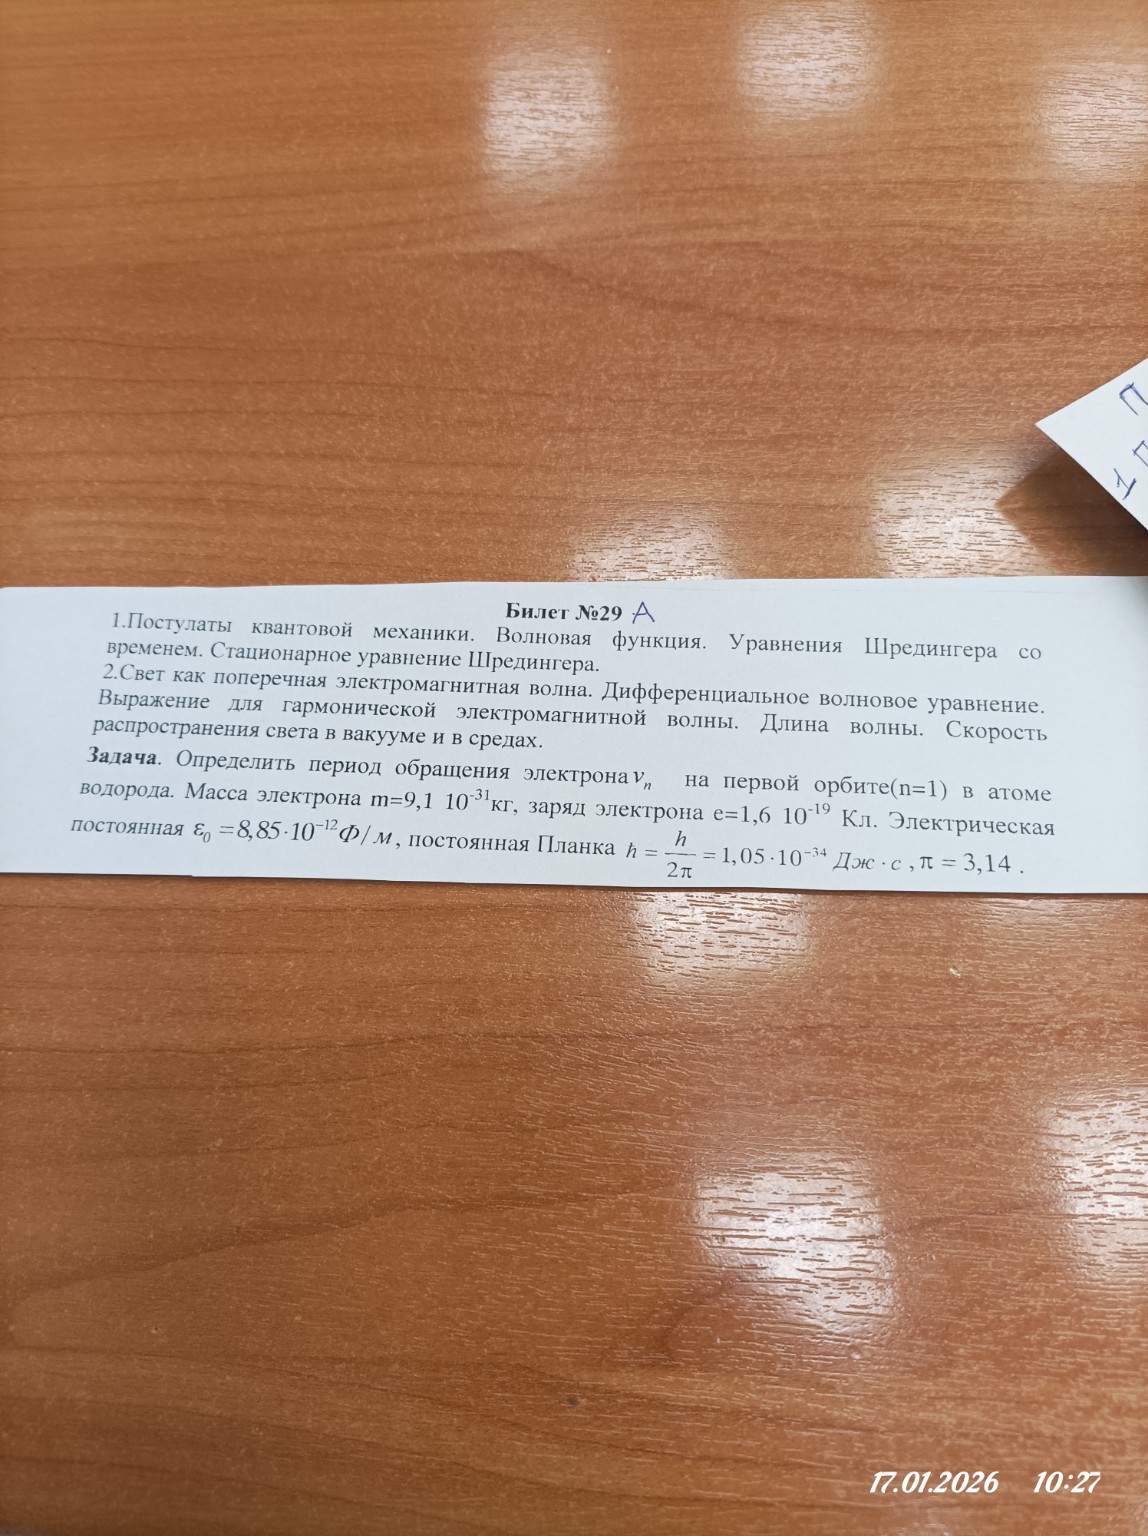 Билет №29 А
1.Постулаты квантовой механики. Волновая функция. Уравнения Шредингера со
временем. Стационарное уравнение Шредингера.
2.Свет как поперечная электромагнитная волна. Дифференциальное волновое уравнение.
Выражение для гармонической электромагнитной волны. Длина волны. Скорость
распространения света в вакууме и в средах.
Задача. Определить период обращения электрона νₙ на первой орбите(n=1) в атоме
водорода. Масса электрона m=9,1 10⁻³¹кг, заряд электрона e=1,6 10⁻¹⁹ Кл. Электрическая
постоянная ε₀ =8,85·10⁻¹²Ф/м, постоянная Планка ħ = h/2π = 1,05·10⁻³⁴ Дж·с , π = 3,14 .
П
1 П
17.01.2026 10:27